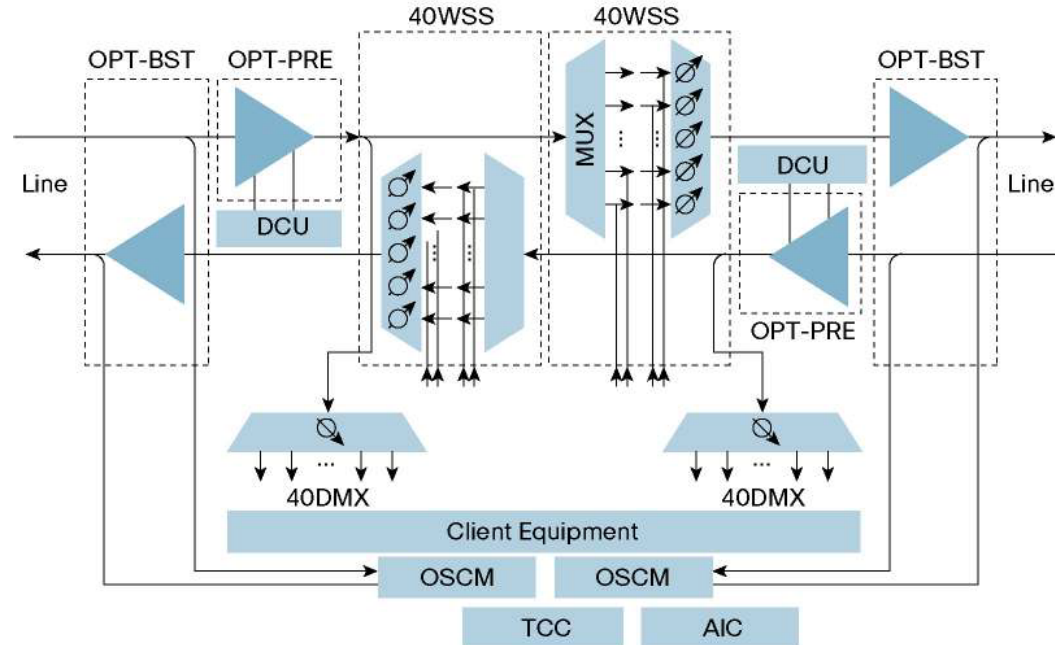 40WSS
40WSS
OPT-BST
OPT-PRE
OPT-BST
MUX
DCU
Line
Line
DCU
OPT-PRE
...
...
40DMX
40DMX
Client Equipment
OSCM
OSCM
TCC
AIC